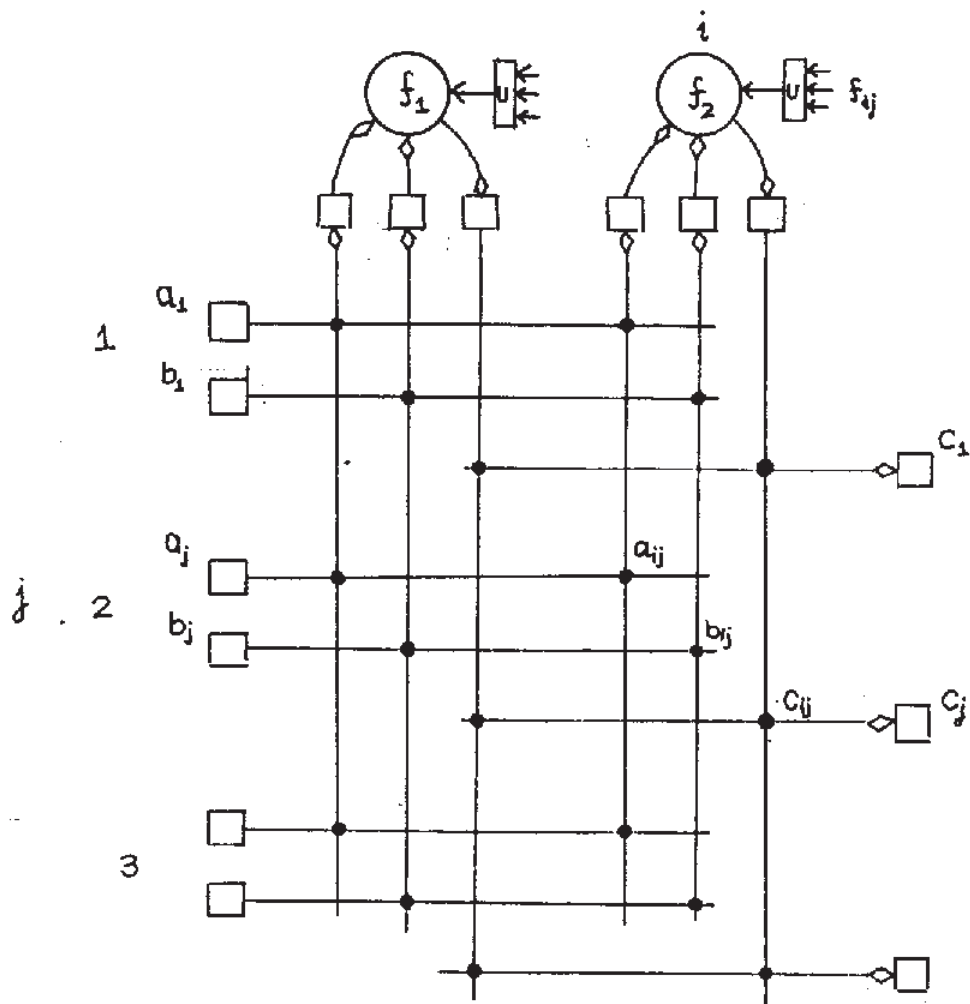 i
f₁ u f₂ u fᵢⱼ
a₁
1
b₁
C₁
aⱼ aᵢⱼ
j . 2
bⱼ bᵢⱼ
Cᵢⱼ Cⱼ
3